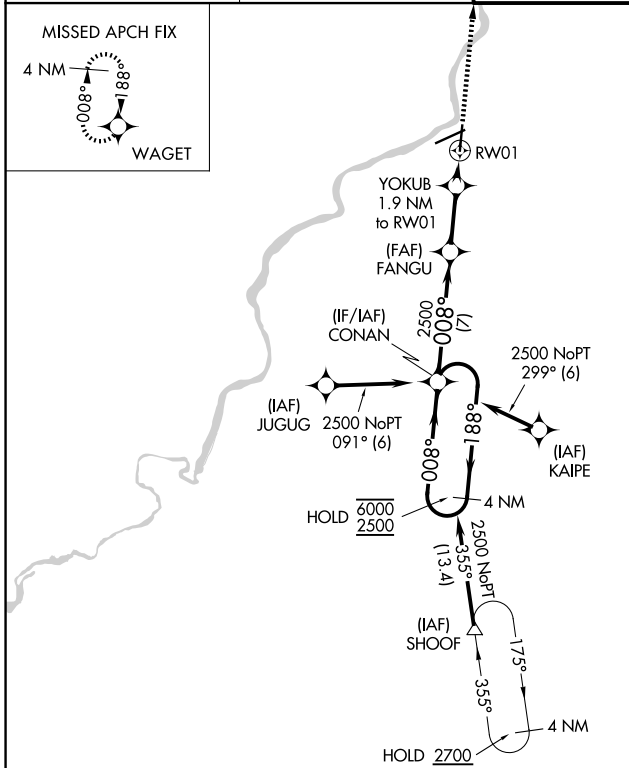 MISSED APCH FIX
4 NM
008°
188°
WAGET
RW01
YOKUB
1.9 NM
to RW01
(FAF)
FANGU
2500
008°
(7)
(IF/IAF)
CONAN
2500 NoPT
299° (6)
(IAF)
JUGUG
2500 NoPT
091° (6)
(IAF)
KAIPE
008°
188°
HOLD 6000
2500
4 NM
2500 NoPT
355°
(13.4)
(IAF)
SHOOF
175°
355°
4 NM
HOLD 2700